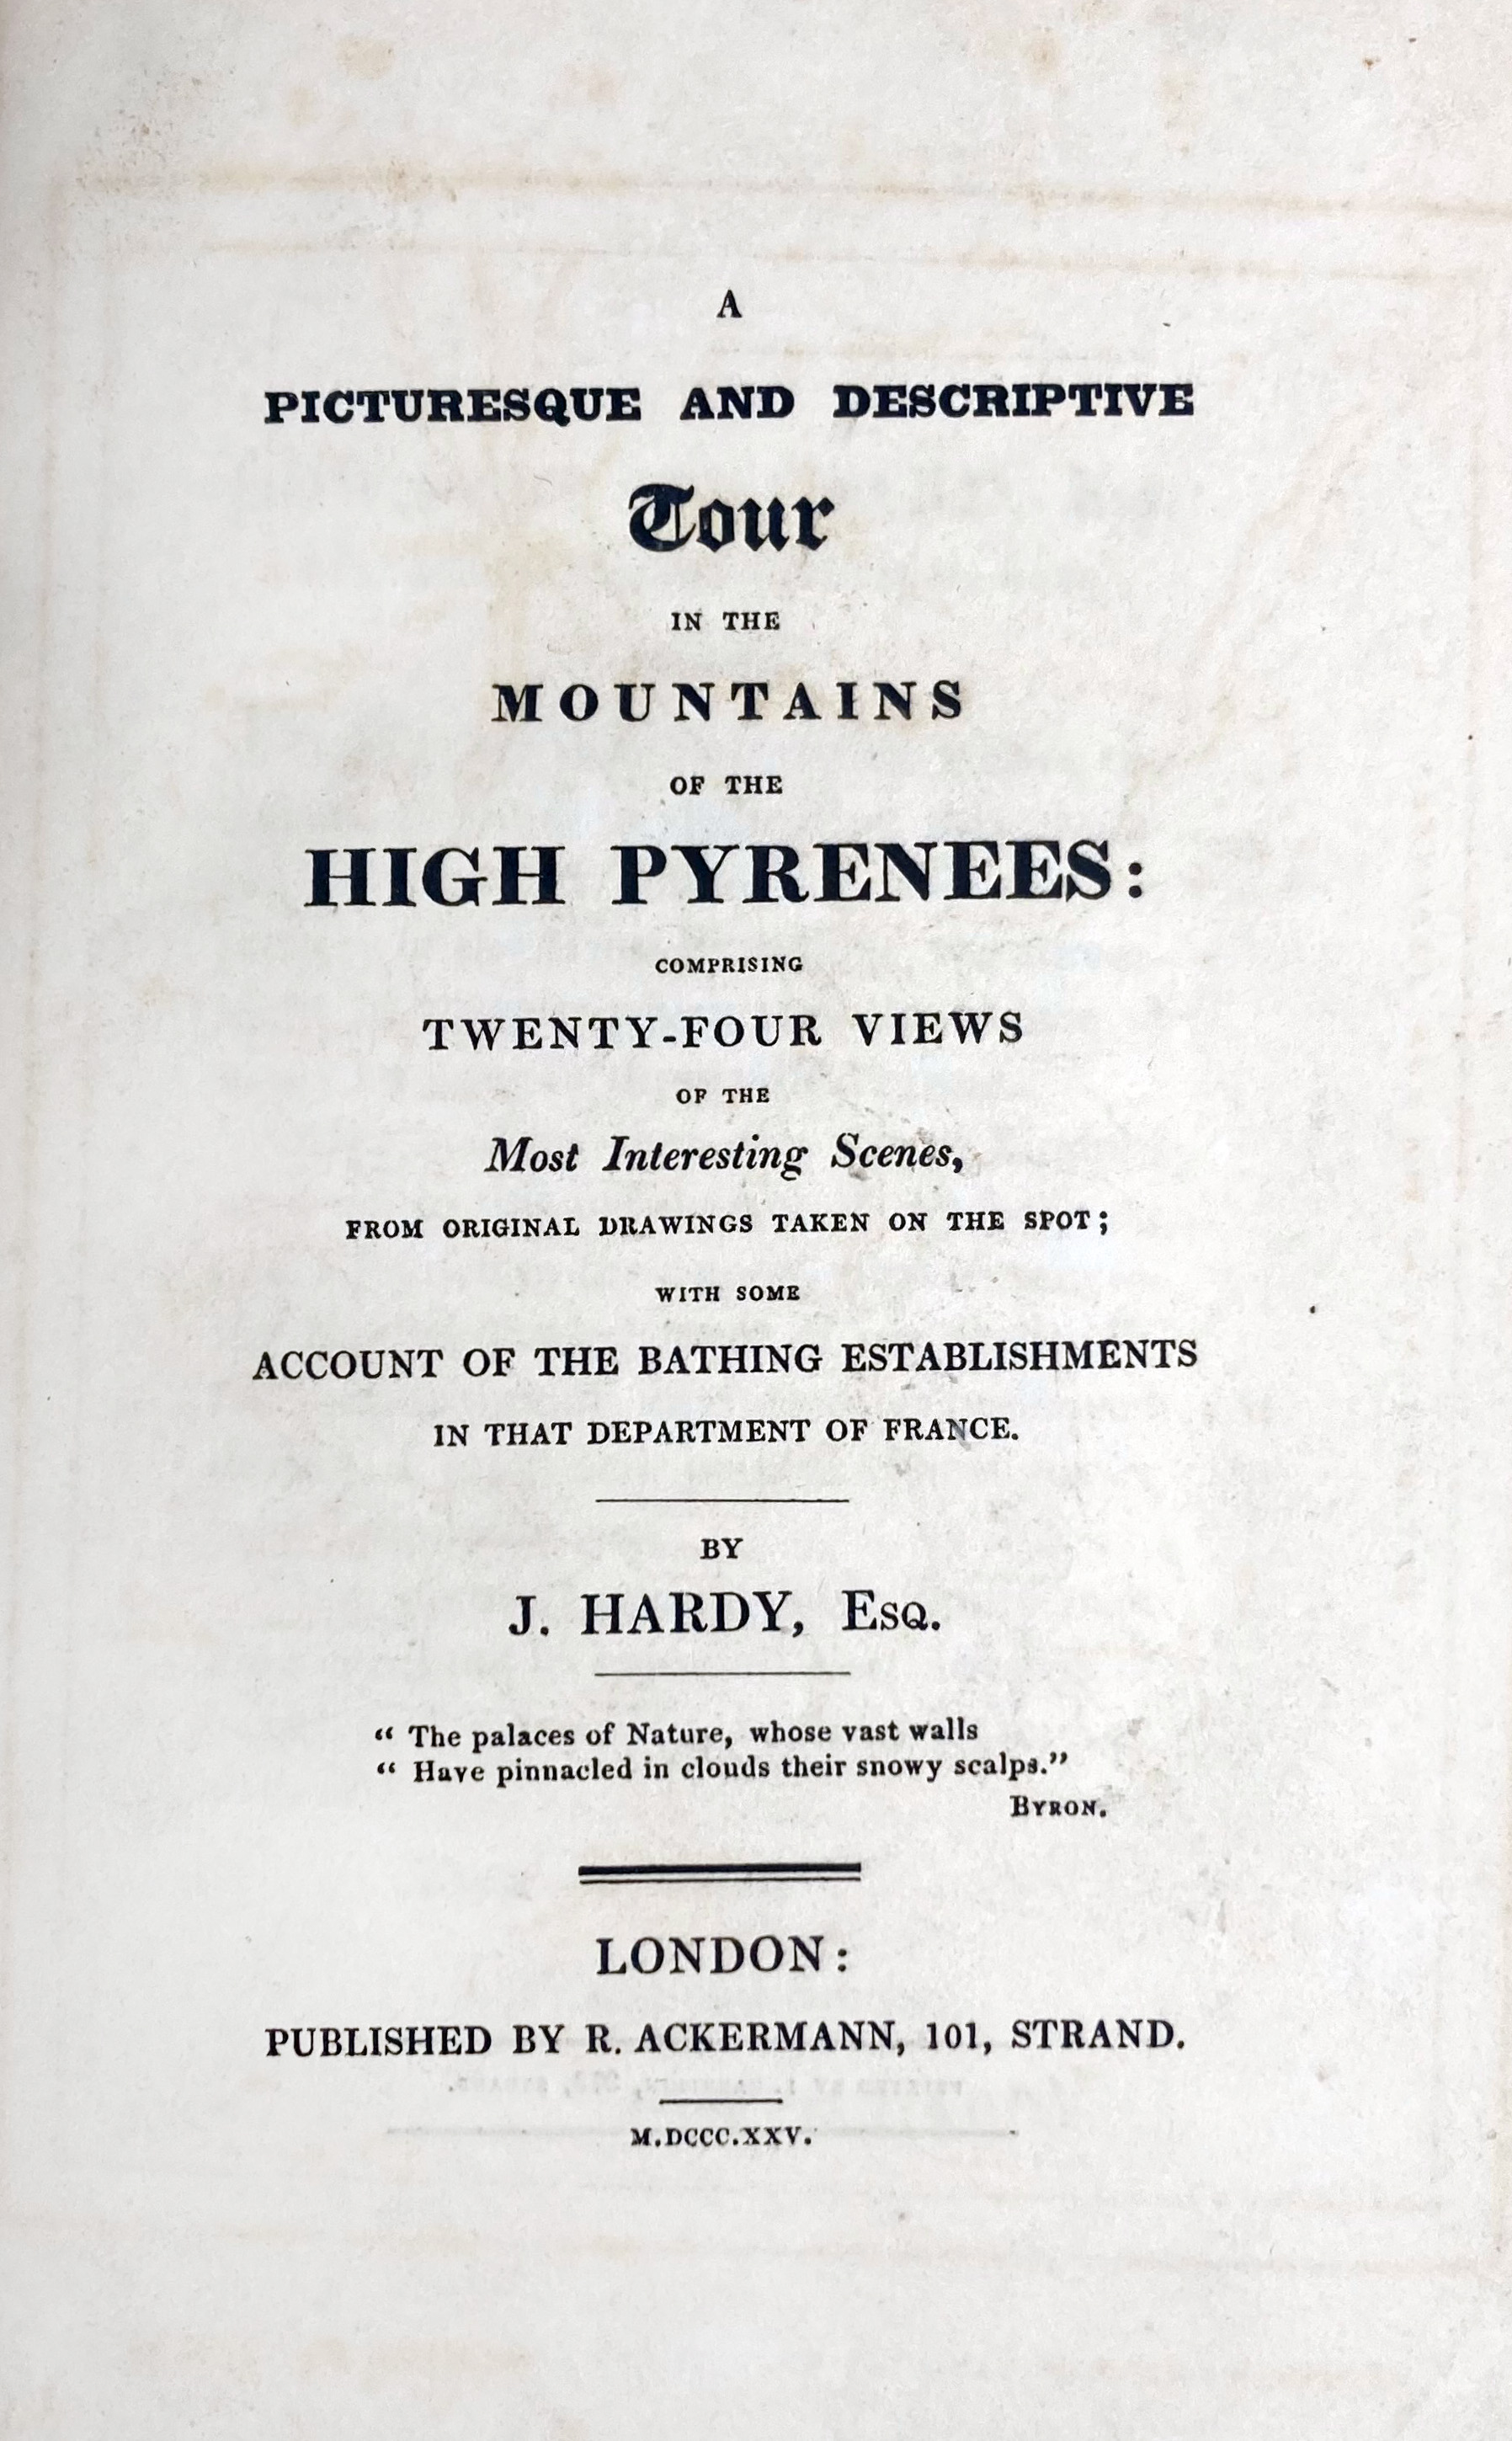 A
PICTURESQUE AND DESCRIPTIVE
Tour
IN THE
MOUNTAINS
OF THE
HIGH PYRENEES:
COMPRISING
TWENTY-FOUR VIEWS
OF THE
Most Interesting Scenes,
FROM ORIGINAL DRAWINGS TAKEN ON THE SPOT;
WITH SOME
ACCOUNT OF THE BATHING ESTABLISHMENTS
IN THAT DEPARTMENT OF FRANCE.
BY
J. HARDY, ESQ.
“ The palaces of Nature, whose vast walls
“ Have pinnacled in clouds their snowy scalps.”
BYRON.
LONDON:
PUBLISHED BY R. ACKERMANN, 101, STRAND.
M.DCCC.XXV.